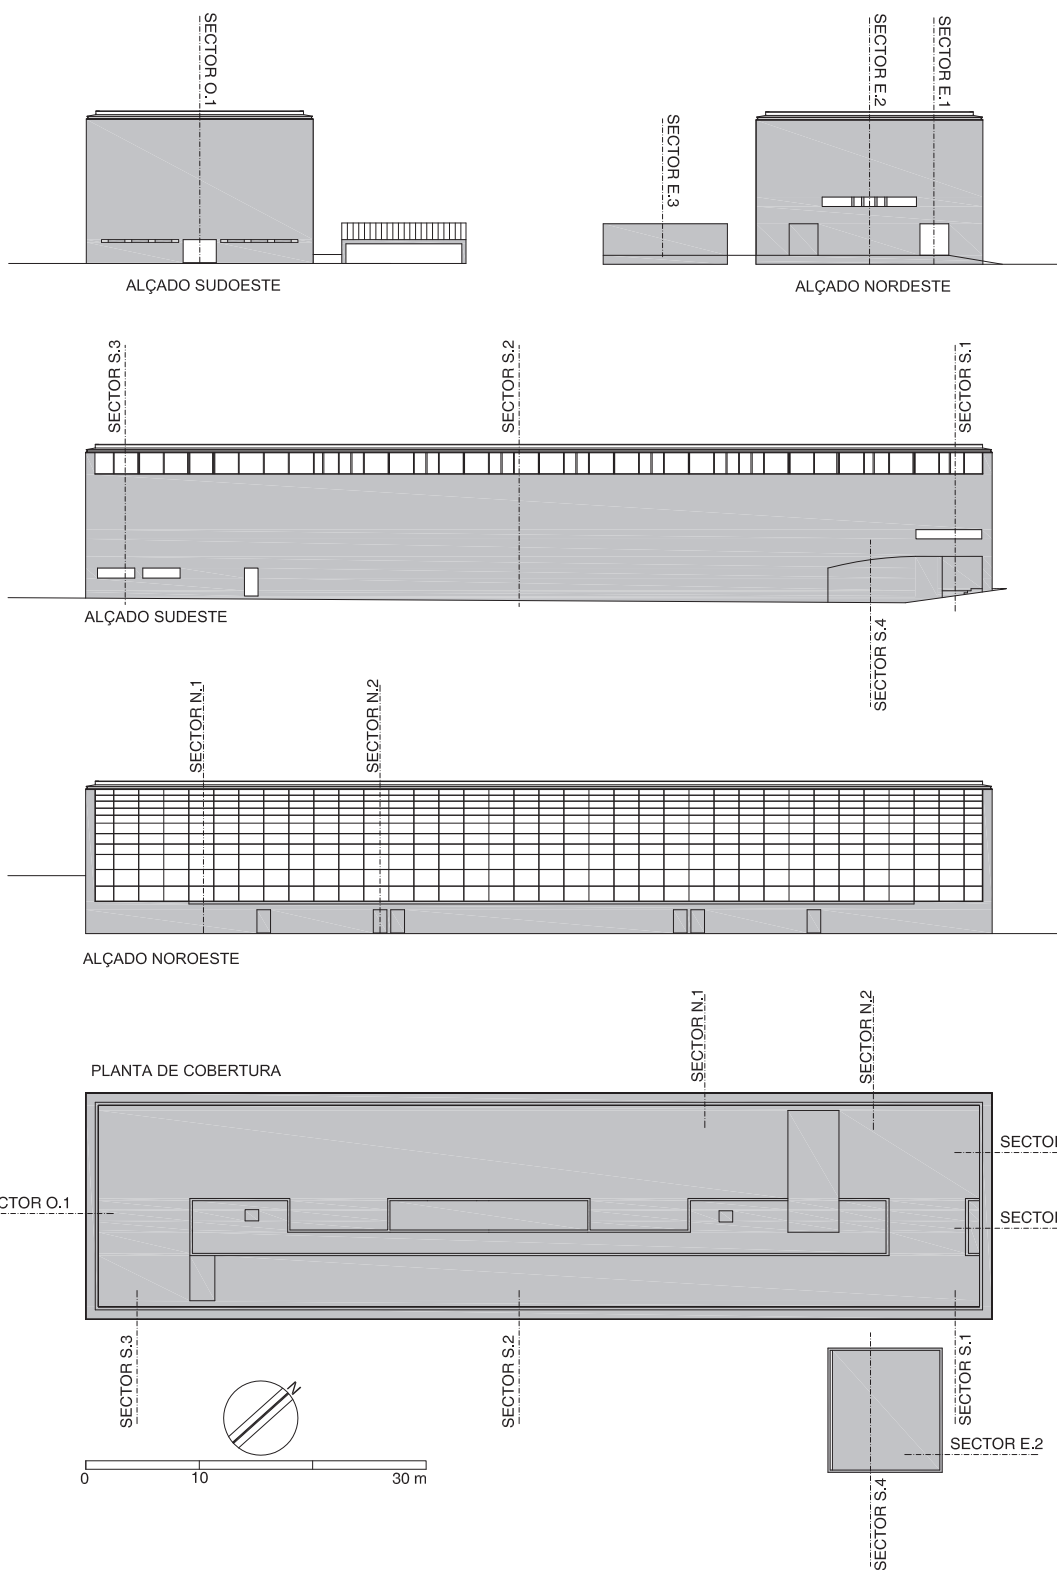 SECTOR O.1
SECTOR E.3
SECTOR E.2
SECTOR E.1
ALÇADO SUDOESTE
ALÇADO NORDESTE
SECTOR S.3
SECTOR S.2
SECTOR S.1
ALÇADO SUDESTE
SECTOR S.4
SECTOR N.1
SECTOR N.2
ALÇADO NOROESTE
SECTOR N.1
SECTOR N.2
PLANTA DE COBERTURA
SECTO
CTOR O.1
SECTO
SECTOR S.3
SECTOR S.2
SECTOR S.1
N
SECTOR E.2
0 10 30 m
SECTOR S.4